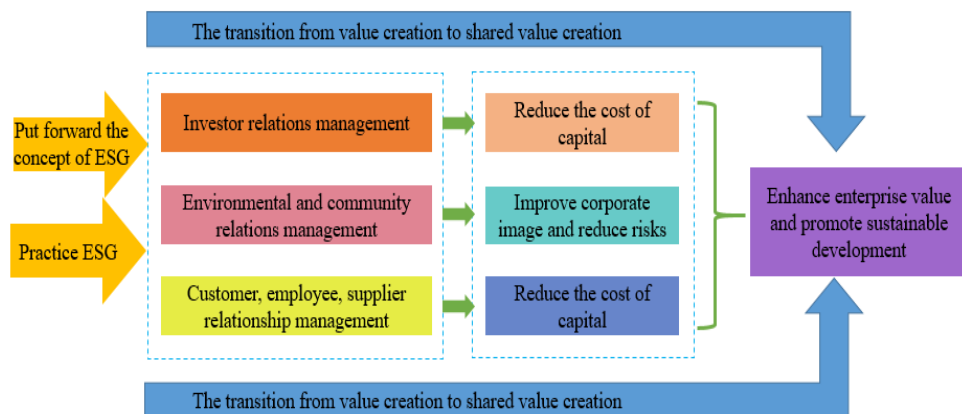 The transition from value creation to shared value creation
Put forward the
concept of ESG
Practice ESG
Investor relations management
Reduce the cost of
capital
Environmental and community
relations management
Improve corporate
image and reduce risks
Customer, employee, supplier
relationship management
Reduce the cost of
capital
Enhance enterprise value
and promote sustainable
development
The transition from value creation to shared value creation